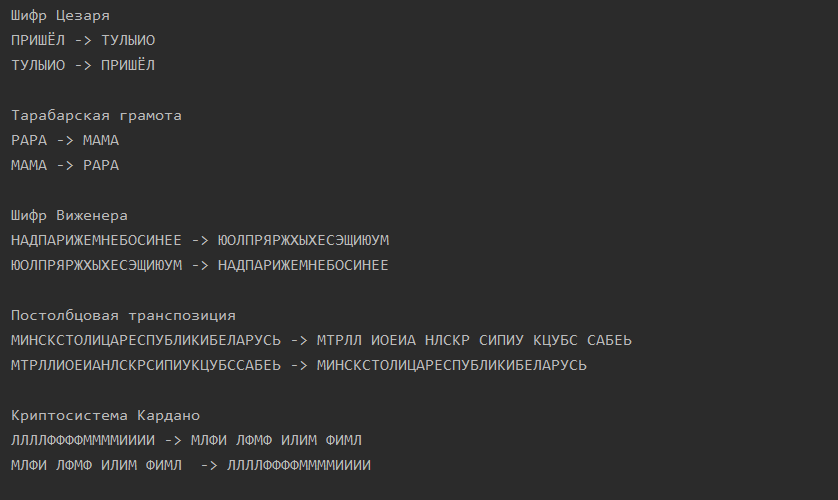 Шифр Цезаря
ПРИШЁЛ -> ТУЛЫИО
ТУЛЫИО -> ПРИШЁЛ
Тарабарская грамота
РАРА -> МАМА
МАМА -> РАРА
Шифр Виженера
НАДПАРИЖЕМНЕБОСИНЕЕ -> ЮОЛПРЯРЖХЫХЕСЭЩИЮУМ
ЮОЛПРЯРЖХЫХЕСЭЩИЮУМ -> НАДПАРИЖЕМНЕБОСИНЕЕ
Постолбцовая транспозиция
МИНСКСТОЛИЦАРЕСПУБЛИКИБЕЛАРУСЬ -> МТРЛЛ ИОЕИА НЛСКР СИПИУ КЦУБС САБЕЬ
МТРЛЛИОЕИАНЛСКРСИПИУКЦУБССАБЕЬ -> МИНСКСТОЛИЦАРЕСПУБЛИКИБЕЛАРУСЬ
Криптосистема Кардано
ЛЛЛЛФФФФММММИИИИ -> МЛФИ ЛФМФ ИЛИМ ФИМЛ
МЛФИ ЛФМФ ИЛИМ ФИМЛ  -> ЛЛЛЛФФФФММММИИИИ